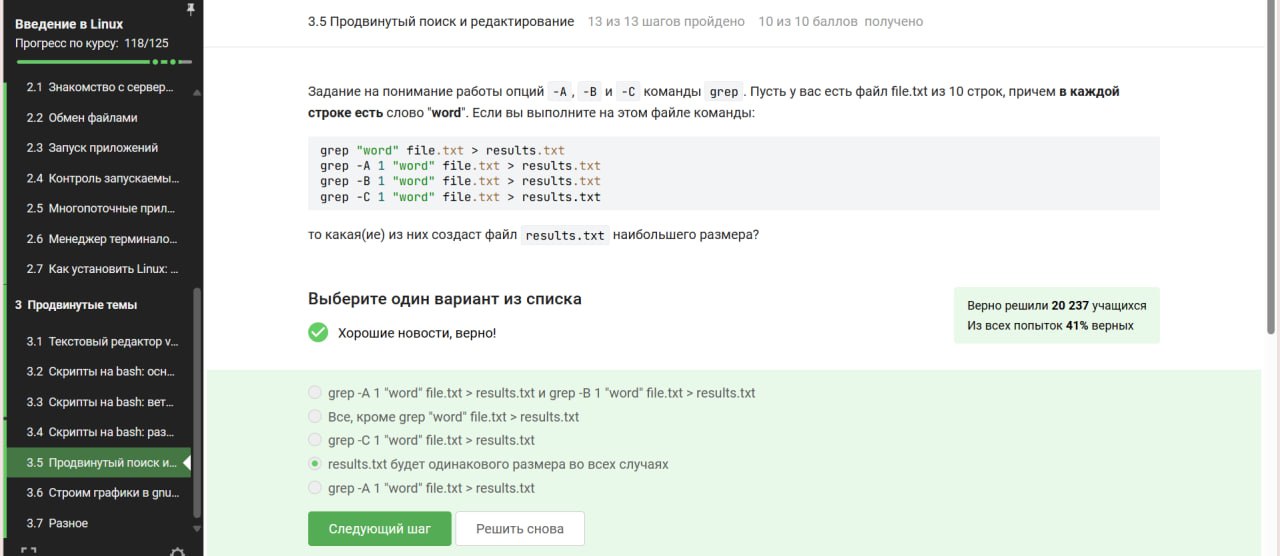 Введение в Linux
Прогресс по курсу: 118/125
2.1 Знакомство с сервер...
2.2 Обмен файлами
2.3 Запуск приложений
2.4 Контроль запускаемы...
2.5 Многопоточные прил...
2.6 Менеджер терминало...
2.7 Как установить Linux: ...
3 Продвинутые темы
3.1 Текстовый редактор v...
3.2 Скрипты на bash: осн...
3.3 Скрипты на bash: вет...
3.4 Скрипты на bash: раз...
3.5 Продвинутый поиск и...
3.6 Строим графики в gnu...
3.7 Разное
3.5 Продвинутый поиск и редактирование 13 из 13 шагов пройдено 10 из 10 баллов получено
Задание на понимание работы опций -A, -B и -C команды grep. Пусть у вас есть файл file.txt из 10 строк, причем в каждой
строке есть слово "word". Если вы выполните на этом файле команды:
grep "word" file.txt > results.txt
grep -A 1 "word" file.txt > results.txt
grep -B 1 "word" file.txt > results.txt
grep -C 1 "word" file.txt > results.txt
то какая(ие) из них создаст файл results.txt наибольшего размера?
Выберите один вариант из списка
Хорошие новости, верно!
Верно решили 20 237 учащихся
Из всех попыток 41% верных
grep -A 1 "word" file.txt > results.txt и grep -B 1 "word" file.txt > results.txt
Все, кроме grep "word" file.txt > results.txt
grep -C 1 "word" file.txt > results.txt
results.txt будет одинакового размера во всех случаях
grep -A 1 "word" file.txt > results.txt
Следующий шаг
Решить снова